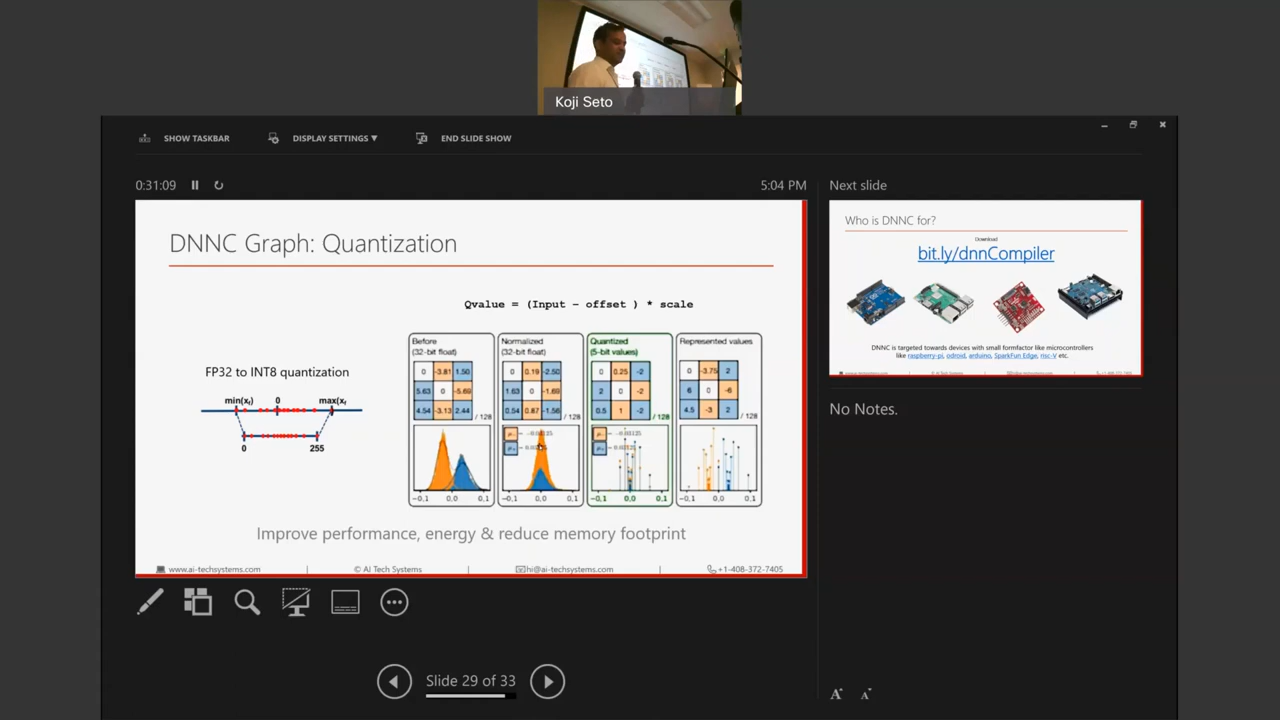 Koji Seto
SHOW TASKBAR
DISPLAY SETTINGS ▼
END SLIDE SHOW
0:31:09
5:04 PM
DNNC Graph: Quantization
Qvalue = (Input - offset ) * scale
FP32 to INT8 quantization
min(xf)
0
max(xf
0
255
Before
(32-bit float)
0 -3.81 1.50
5.63 0 -5.69
4.54 -3.13 2.44
/ 128
-0.1 0.0 0.1
Normalized
(32-bit float)
0 0.19 -2.50
1.63 0 -1.69
0.54 0.87 -1.56
/ 128
-0.1 0.0 0.1
Quantized
(5-bit values)
0 0.25 -2
2 0 -2
0.5 1 -2
/ 128
-0.1 0.0 0.1
Represented values
0 -3.75 2
6 0 -6
4.5 -3 2
/ 128
-0.1 0.0 0.1
Improve performance, energy & reduce memory footprint
www.ai-techsystems.com | © AI Tech Systems | hi@ai-techsystems.com | +1-408-372-7405
Slide 29 of 33
Next slide
Who is DNNC for?
Download
bit.ly/dnnCompiler
DNNC is targeted towards devices with small formfactor like microcontrollers
like raspberry-pi, odroid, arduino, SparkFun Edge, risc-V etc.
No Notes.
A A